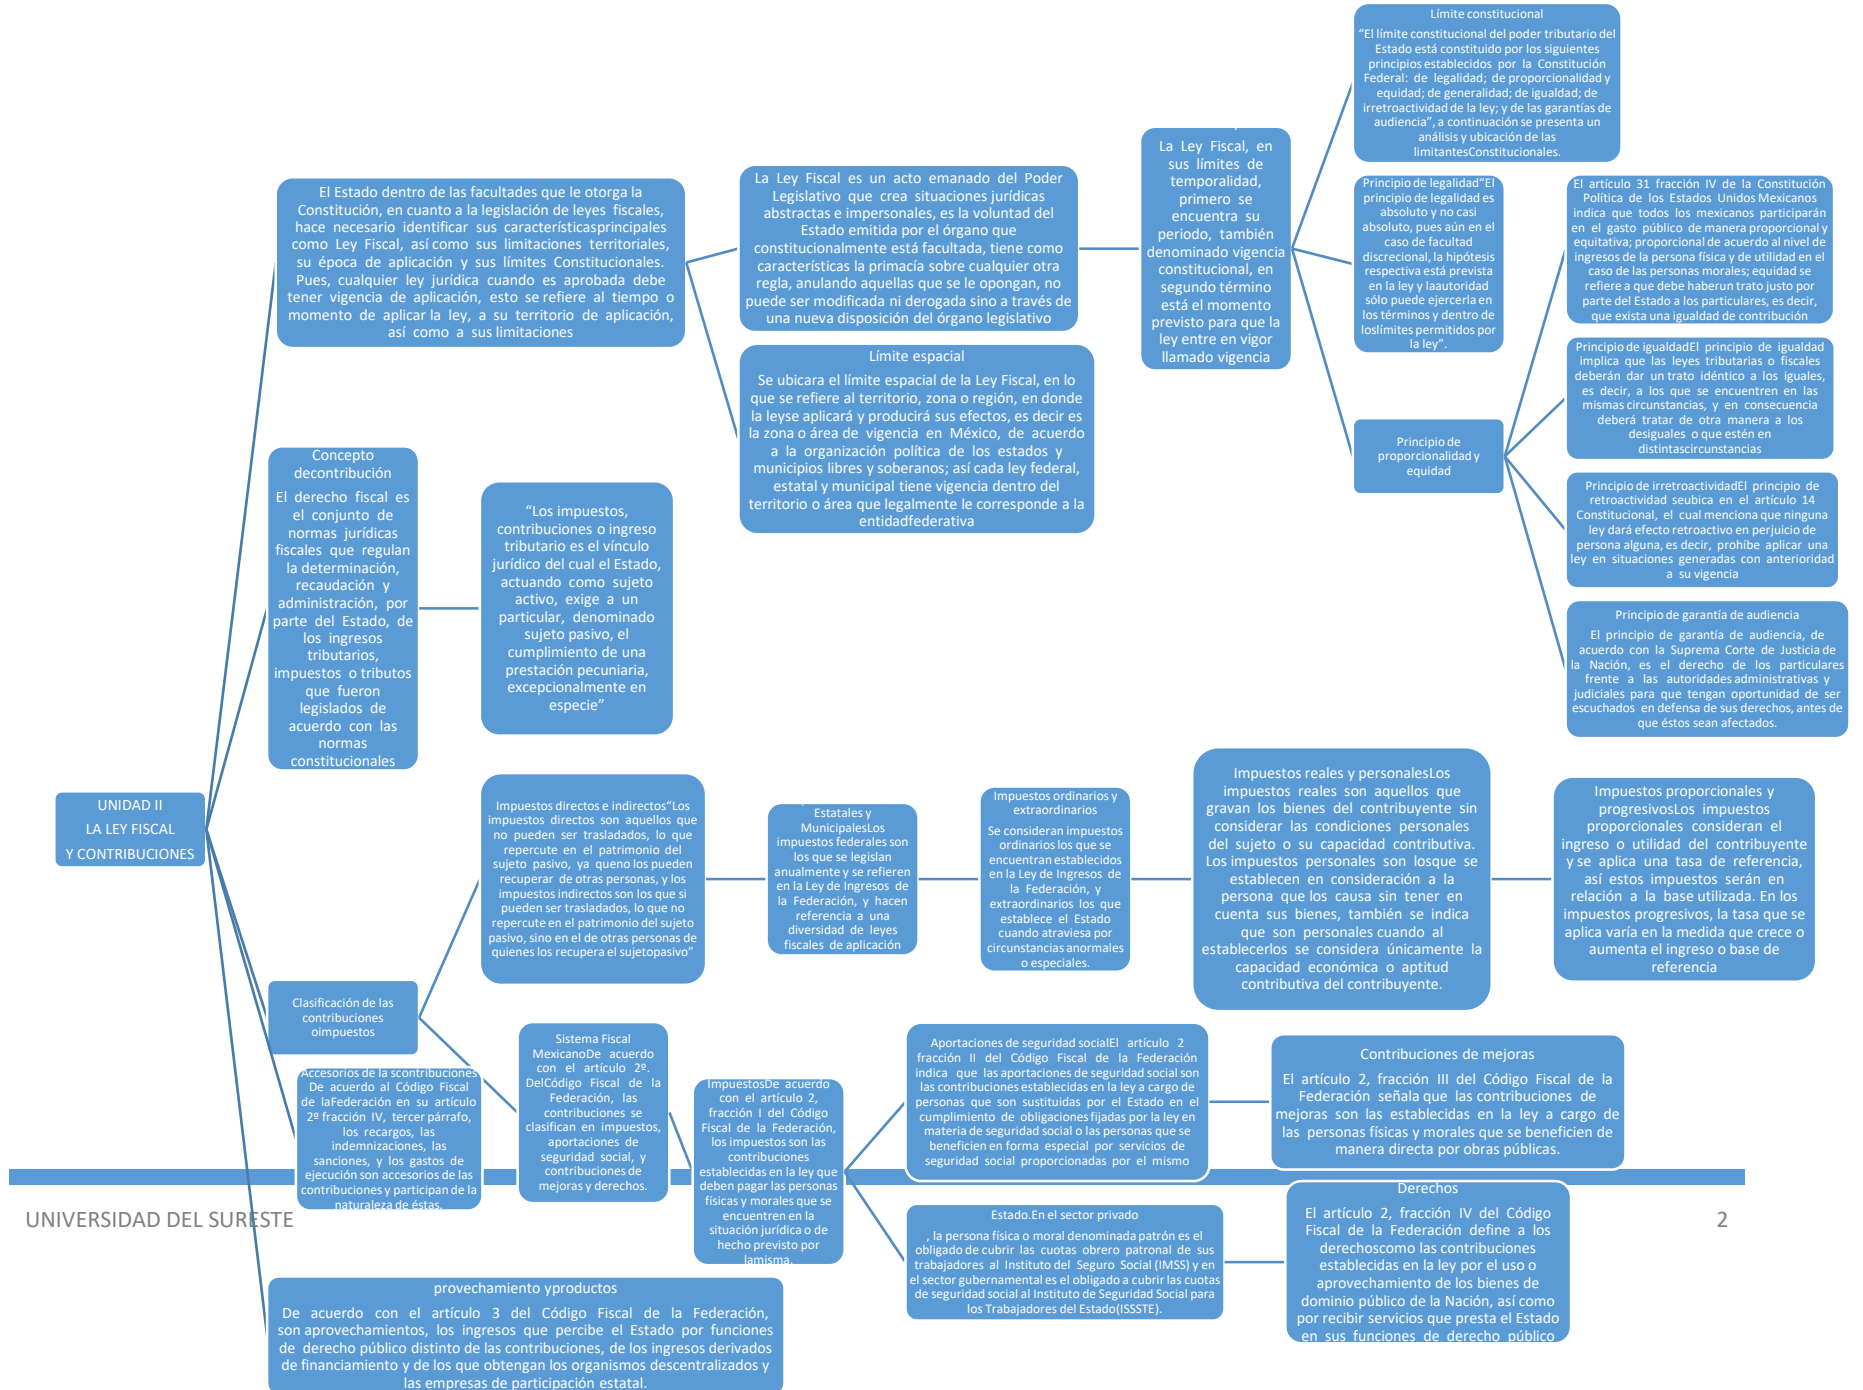 UNIDAD II
LA LEY FISCAL
Y CONTRIBUCIONES
El Estado dentro de las facultades que le otorga la
Constitución, en cuanto a la legislación de leyes fiscales,
hace necesario identificar sus característicasprincipales
como Ley Fiscal, así como sus limitaciones territoriales,
su época de aplicación y sus límites Constitucionales.
Pues, cualquier ley jurídica cuando es aprobada debe
tener vigencia de aplicación, esto se refiere al tiempo o
momento de aplicar la ley, a su territorio de aplicación,
así como a sus limitaciones
La Ley Fiscal es un acto emanado del Poder
Legislativo que crea situaciones jurídicas
abstractas e impersonales, es la voluntad del
Estado emitida por el órgano que
constitucionalmente está facultada, tiene como
características la primacía sobre cualquier otra
regla, anulando aquellas que se le opongan, no
puede ser modificada ni derogada sino a través de
una nueva disposición del órgano legislativo
La Ley Fiscal, en
sus límites de
temporalidad,
primero se
encuentra su
periodo, también
denominado vigencia
constitucional, en
segundo término
está el momento
previsto para que la
ley entre en vigor
llamado vigencia
Límite constitucional
"El límite constitucional del poder tributario del
Estado está constituido por los siguientes
principios establecidos por la Constitución
Federal: de legalidad; de proporcionalidad y
equidad; de generalidad; de igualdad; de
irretroactividad de la ley; y de las garantías de
audiencia", a continuación se presenta un
análisis y ubicación de las
limitantesConstitucionales.
Principio de legalidad"El
principio de legalidad es
absoluto y no casi
absoluto, pues aún en el
caso de facultad
discrecional, la hipótesis
respectiva está prevista
en la ley y laautoridad
sólo puede ejercerla en
los términos y dentro de
loslímites permitidos por
la ley".
Principio de
proporcionalidad y
equidad
El artículo 31 fracción IV de la Constitución
Política de los Estados Unidos Mexicanos
indica que todos los mexicanos participarán
en el gasto público de manera proporcional y
equitativa; proporcional de acuerdo al nivel de
ingresos de la persona física y de utilidad en el
caso de las personas morales; equidad se
refiere a que debe haberun trato justo por
parte del Estado a los particulares, es decir,
que exista una igualdad de contribución
Principio de igualdadEl principio de igualdad
implica que las leyes tributarias o fiscales
deberán dar un trato idéntico a los iguales,
es decir, a los que se encuentren en las
mismas circunstancias, y en consecuencia
deberá tratar de otra manera a los
desiguales o que estén en
distintascircunstancias
Principio de irretroactividadEl principio de
retroactividad seubica en el artículo 14
Constitucional, el cual menciona que ninguna
ley dará efecto retroactivo en perjuicio de
persona alguna, es decir, prohíbe aplicar una
ley en situaciones generadas con anterioridad
a su vigencia
Principio de garantía de audiencia
El principio de garantía de audiencia, de
acuerdo con la Suprema Corte de Justicia de
la Nación, es el derecho de los particulares
frente a las autoridades administrativas y
judiciales para que tengan oportunidad de ser
escuchados en defensa de sus derechos, antes de
que éstos sean afectados.
Límite espacial
Se ubicara el límite espacial de la Ley Fiscal, en lo
que se refiere al territorio, zona o región, en donde
la leyse aplicará y producirá sus efectos, es decir es
la zona o área de vigencia en México, de acuerdo
a la organización política de los estados y
municipios libres y soberanos; así cada ley federal,
estatal y municipal tiene vigencia dentro del
territorio o área que legalmente le corresponde a la
entidadfederativa
Concepto
decontribución
El derecho fiscal es
el conjunto de
normas jurídicas
fiscales que regulan
la determinación,
recaudación y
administración, por
parte del Estado, de
los ingresos
tributarios,
impuestos o tributos
que fueron
legislados de
acuerdo con las
normas
constitucionales
"Los impuestos,
contribuciones o ingreso
tributario es el vínculo
jurídico del cual el Estado,
actuando como sujeto
activo, exige a un
particular, denominado
sujeto pasivo, el
cumplimiento de una
prestación pecuniaria,
excepcionalmente en
especie"
Clasificación de las
contribuciones
oimpuestos
Impuestos directos e indirectos"Los
impuestos directos son aquellos que
no pueden ser trasladados, lo que
repercute en el patrimonio del
sujeto pasivo, ya queno los pueden
recuperar de otras personas, y los
impuestos indirectos son los que si
pueden ser trasladados, lo que no
repercute en el patrimonio del sujeto
pasivo, sino en el de otras personas de
quienes los recupera el sujetopasivo"
Estatales y
MunicipalesLos
impuestos federales son
los que se legislan
anualmente y se refieren
en la Ley de Ingresos de
la Federación, y hacen
referencia a una
diversidad de leyes
fiscales de aplicación
Impuestos ordinarios y
extraordinarios
Se consideran impuestos
ordinarios los que se
encuentran establecidos
en la Ley de Ingresos de
la Federación, y
extraordinarios los que
establece el Estado
cuando atraviesa por
circunstancias anormales
o especiales.
Impuestos reales y personalesLos
impuestos reales son aquellos que
gravan los bienes del contribuyente sin
considerar las condiciones personales
del sujeto o su capacidad contributiva.
Los impuestos personales son losque se
establecen en consideración a la
persona que los causa sin tener en
cuenta sus bienes, también se indica
que son personales cuando al
establecerlos se considera únicamente la
capacidad económica o aptitud
contributiva del contribuyente.
Impuestos proporcionales y
progresivosLos impuestos
proporcionales consideran el
ingreso o utilidad del contribuyente
y se aplica una tasa de referencia,
así estos impuestos serán en
relación a la base utilizada. En los
impuestos progresivos, la tasa que se
aplica varía en la medida que crece o
aumenta el ingreso o base de
referencia
Sistema Fiscal
MexicanoDe acuerdo
con el artículo 2º.
DelCódigo Fiscal de la
Federación, las
contribuciones se
clasifican en impuestos,
aportaciones de
seguridad social, y
contribuciones de
mejoras y derechos.
ImpuestosDe acuerdo
con el artículo 2,
fracción I del Código
Fiscal de la Federación,
los impuestos son las
contribuciones
establecidas en la ley que
deben pagar las personas
físicas y morales que se
encuentren en la
situación jurídica o de
hecho previsto por
lamisma.
Aportaciones de seguridad socialEl artículo 2
fracción II del Código Fiscal de la Federación
indica que las aportaciones de seguridad social son
las contribuciones establecidas en la ley a cargo de
personas que son sustituidas por el Estado en el
cumplimiento de obligaciones fijadas por la ley en
materia de seguridad social o las personas que se
beneficien en forma especial por servicios de
seguridad social proporcionadas por el mismo
Contribuciones de mejoras
El artículo 2, fracción III del Código Fiscal de la
Federación señala que las contribuciones de
mejoras son las establecidas en la ley a cargo de
las personas físicas y morales que se beneficien de
manera directa por obras públicas.
Estado.En el sector privado
, la persona física o moral denominada patrón es el
obligado de cubrir las cuotas obrero patronal de sus
trabajadores al Instituto del Seguro Social (IMSS) y en
el sector gubernamental es el obligado a cubrir las cuotas
de seguridad social al Instituto de Seguridad Social para
los Trabajadores del Estado(ISSSTE).
Derechos
El artículo 2, fracción IV del Código
Fiscal de la Federación define a los
derechoscomo las contribuciones
establecidas en la ley por el uso o
aprovechamiento de los bienes de
dominio público de la Nación, así como
por recibir servicios que presta el Estado
en sus funciones de derecho público
Accesorios de la scontribuciones
De acuerdo al Código Fiscal
de laFederación en su artículo
2º fracción IV, tercer párrafo,
los recargos, las
indemnizaciones, las
sanciones, y los gastos de
ejecución son accesorios de las
contribuciones y participan de la
naturaleza de éstas.
provechamiento yproductos
De acuerdo con el artículo 3 del Código Fiscal de la Federación,
son aprovechamientos, los ingresos que percibe el Estado por funciones
de derecho público distinto de las contribuciones, de los ingresos derivados
de financiamiento y de los que obtengan los organismos descentralizados y
las empresas de participación estatal.
UNIVERSIDAD DEL SURESTE
2